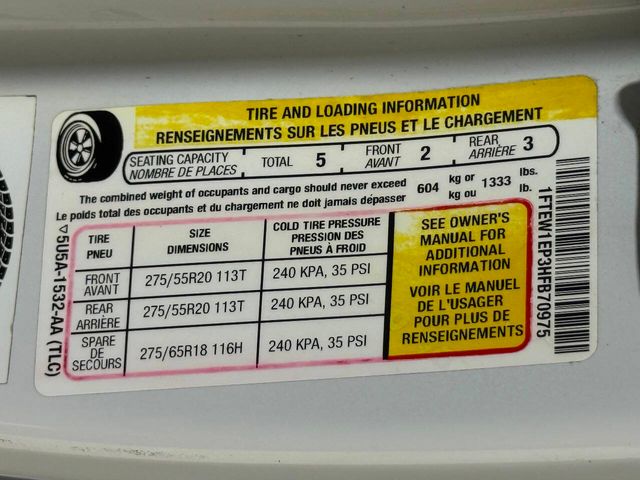 TIRE AND LOADING INFORMATION
RENSEIGNEMENTS SUR LES PNEUS ET LE CHARGEMENT
SEATING CAPACITY TOTAL 5 FRONT 2 REAR 3
NOMBRE DE PLACES AVANT ARRIÈRE
The combined weight of occupants and cargo should never exceed 604 kg or 1333 lbs.
Le poids total des occupants et du chargement ne doit jamais dépasser kg ou lb.
TIRE
PNEU
SIZE
DIMENSIONS
COLD TIRE PRESSURE
PRESSION DES
PNEUS À FROID
FRONT
AVANT
275/55R20 113T
240 KPA, 35 PSI
REAR
ARRIÈRE
275/55R20 113T
240 KPA, 35 PSI
SPARE
DE
SECOURS
275/65R18 116H
240 KPA, 35 PSI
SEE OWNER'S
MANUAL FOR
ADDITIONAL
INFORMATION
VOIR LE MANUEL
DE L'USAGER
POUR PLUS DE
RENSEIGNEMENTS
5U5A-1532-AA (TLC)
1FTEW1EP3HFB70975